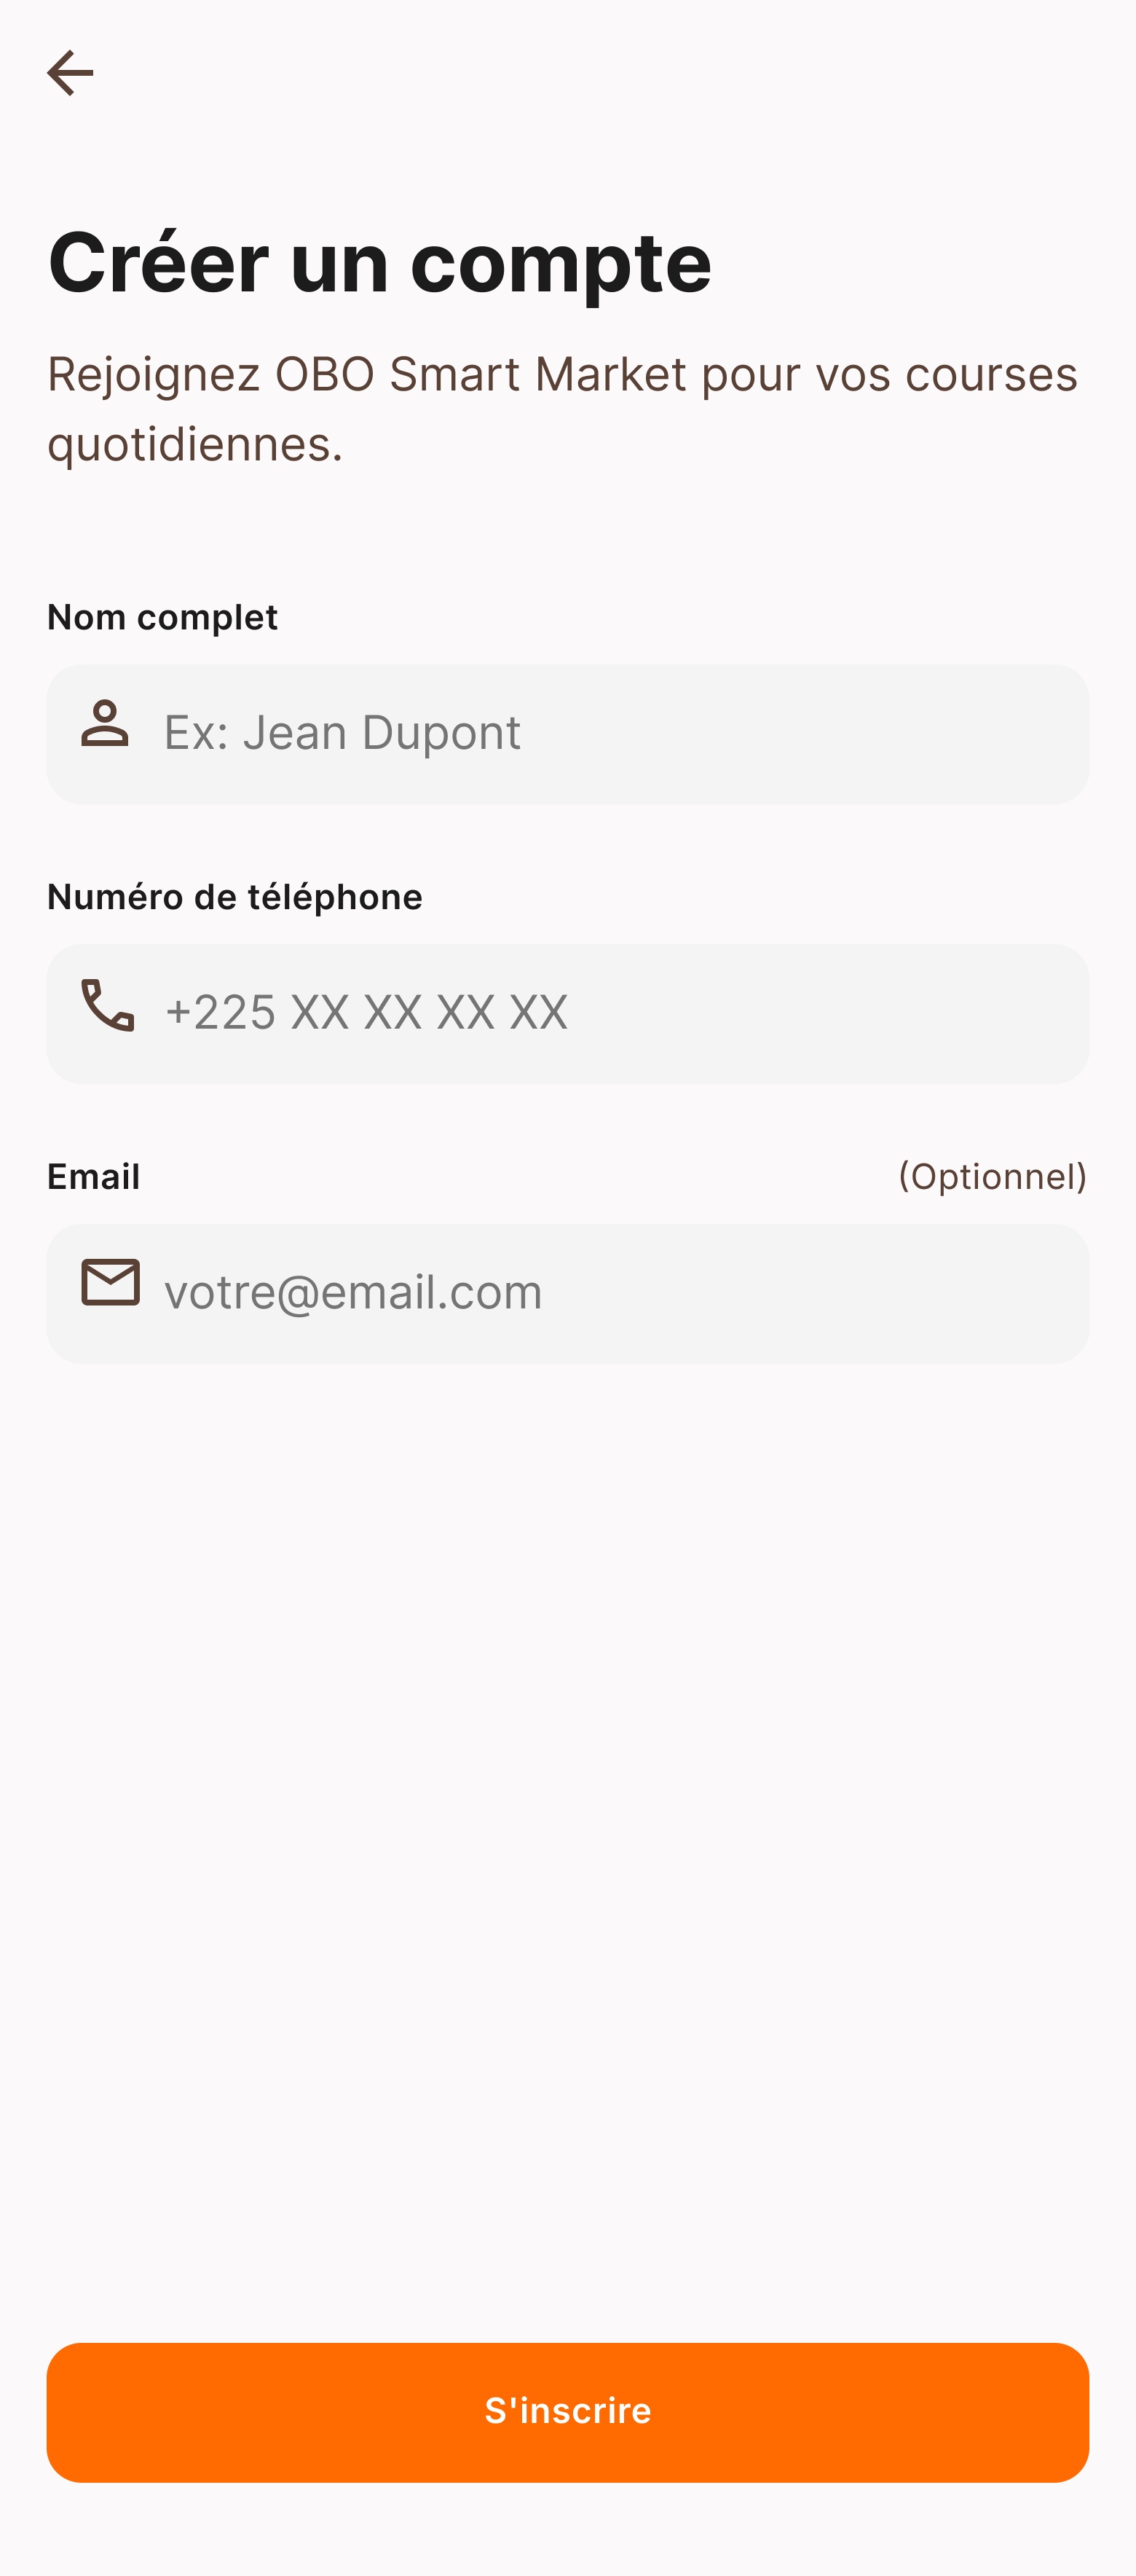 Créer un compte
Rejoignez OBO Smart Market pour vos courses
quotidiennes.
Nom complet
Ex: Jean Dupont
Numéro de téléphone
+225 XX XX XX XX
Email (Optionnel)
votre@email.com
S'inscrire